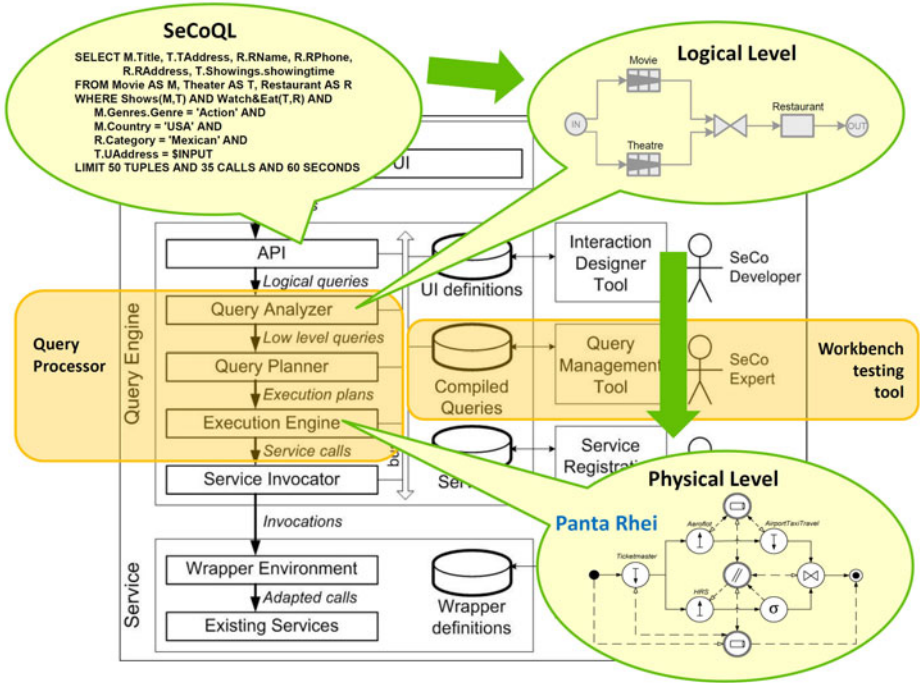 SeCoQL
SELECT M.Title, T.TAddress, R.RName, R.RPhone,
R.RAddress, T.Showings.showingtime
FROM Movie AS M, Theater AS T, Restaurant AS R
WHERE Shows(M,T) AND Watch&Eat(T,R) AND
M.Genres.Genre = 'Action' AND
M.Country = 'USA' AND
R.Category = 'Mexican' AND
T.UAddress = $INPUT
LIMIT 50 TUPLES AND 35 CALLS AND 60 SECONDS
Logical Level
Movie
IN
Restaurant
OUT
Theatre
UI
API
Logical queries
Query Analyzer
Low level queries
Query Planner
Execution plans
Execution Engine
Service calls
Service Invocator
Invocations
Wrapper Environment
Adapted calls
Existing Services
Query Engine
Service
Query
Processor
UI definitions
Interaction
Designer
Tool
SeCo
Developer
Compiled
Queries
Query
Management
Tool
SeCo
Expert
Workbench
testing
tool
Service
Wrapper
definitions
Physical Level
Panta Rhei
Aeroflot
AirportTaxiTravel
Ticketmaster
HRS
σ